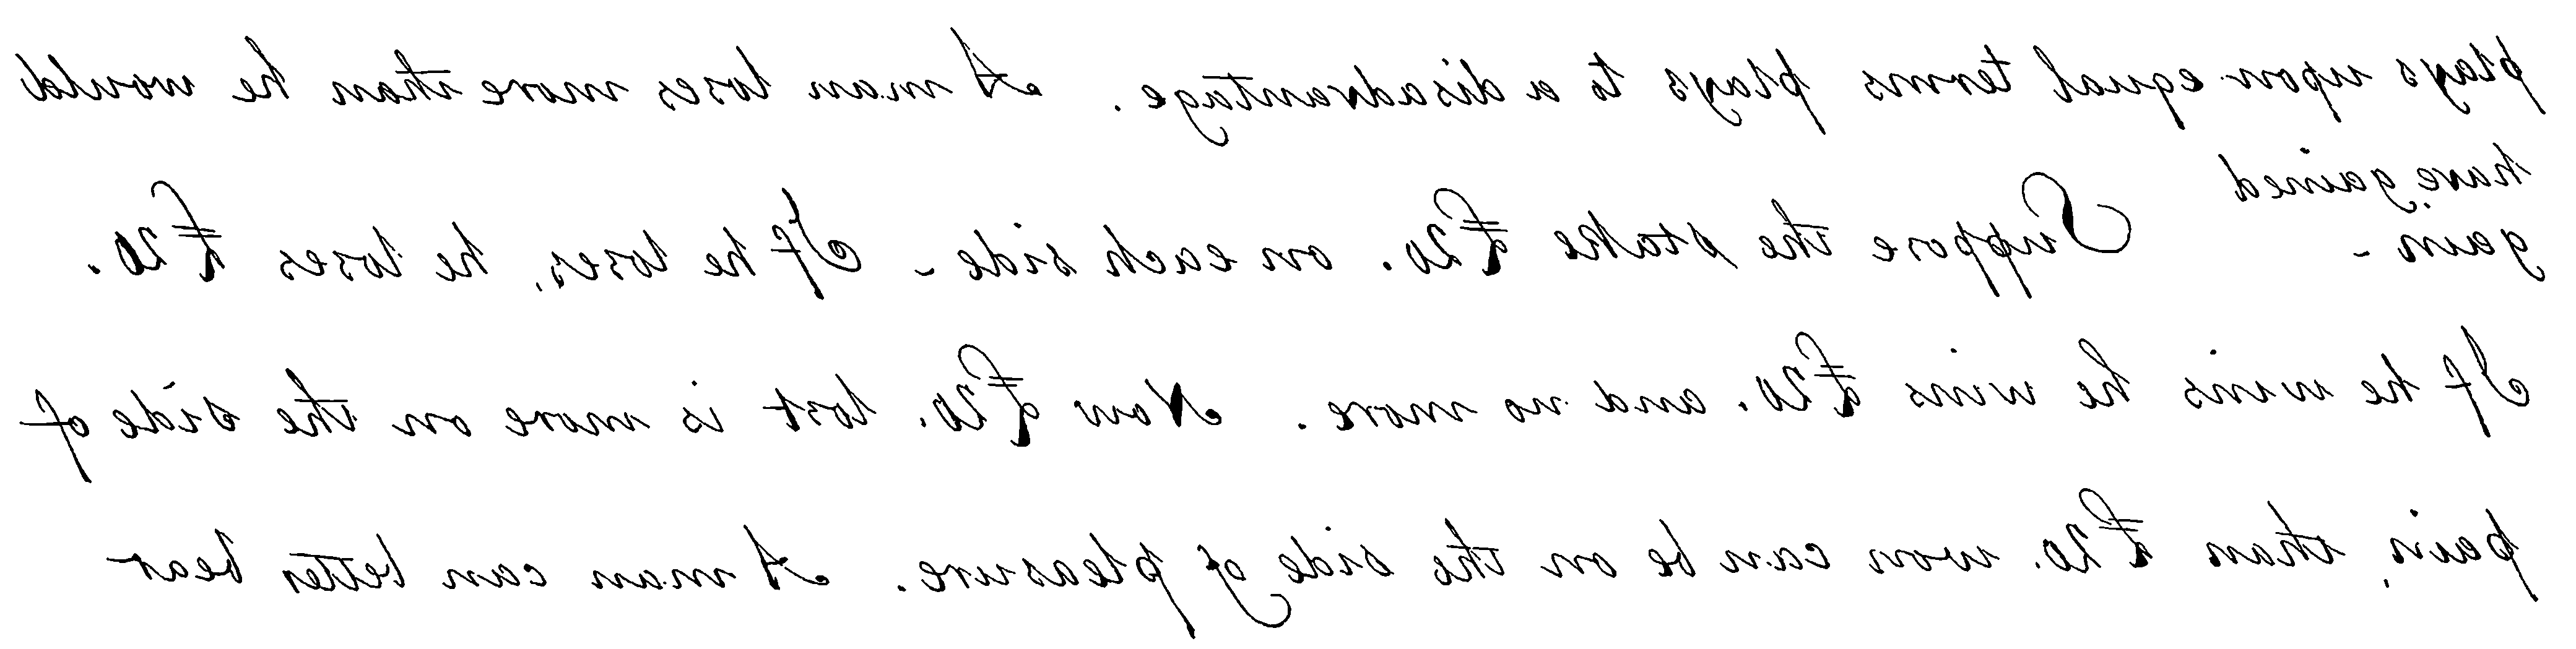 plays upon equal terms plays to a disadvantage. A man loses more than he would
have gained
gain - Suppose the stake £20. on each side - If he loses, he loses £20.
If he wins he wins £20. and no more. Now £20. lost is more on the side of
pain, than £20. won can be on the side of pleasure. A man can better bear